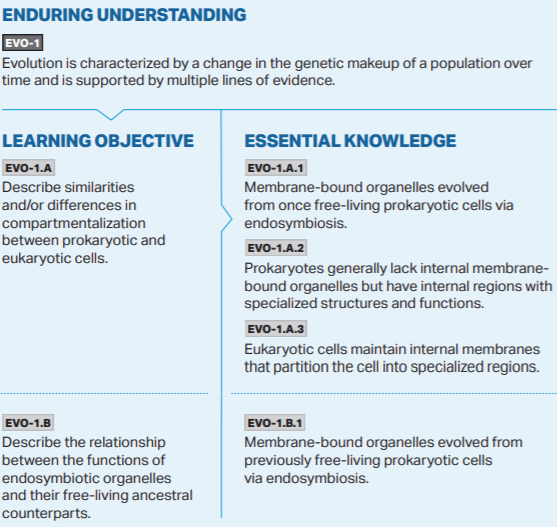 ENDURING UNDERSTANDING
EVO-1
Evolution is characterized by a change in the genetic makeup of a population over
time and is supported by multiple lines of evidence.
LEARNING OBJECTIVE
EVO-1.A
Describe similarities
and/or differences in
compartmentalization
between prokaryotic and
eukaryotic cells.
ESSENTIAL KNOWLEDGE
EVO-1.A.1
Membrane-bound organelles evolved
from once free-living prokaryotic cells via
endosymbiosis.
EVO-1.A.2
Prokaryotes generally lack internal membrane-
bound organelles but have internal regions with
specialized structures and functions.
EVO-1.A.3
Eukaryotic cells maintain internal membranes
that partition the cell into specialized regions.
EVO-1.B
Describe the relationship
between the functions of
endosymbiotic organelles
and their free-living ancestral
counterparts.
EVO-1.B.1
Membrane-bound organelles evolved from
previously free-living prokaryotic cells
via endosymbiosis.